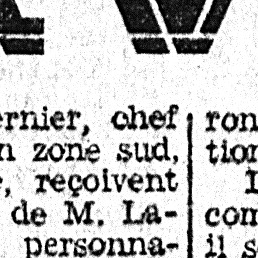 V
ernier, chef
n zone sud,
, reçoivent
de M. La-
personna-
ron
tion
com
il s